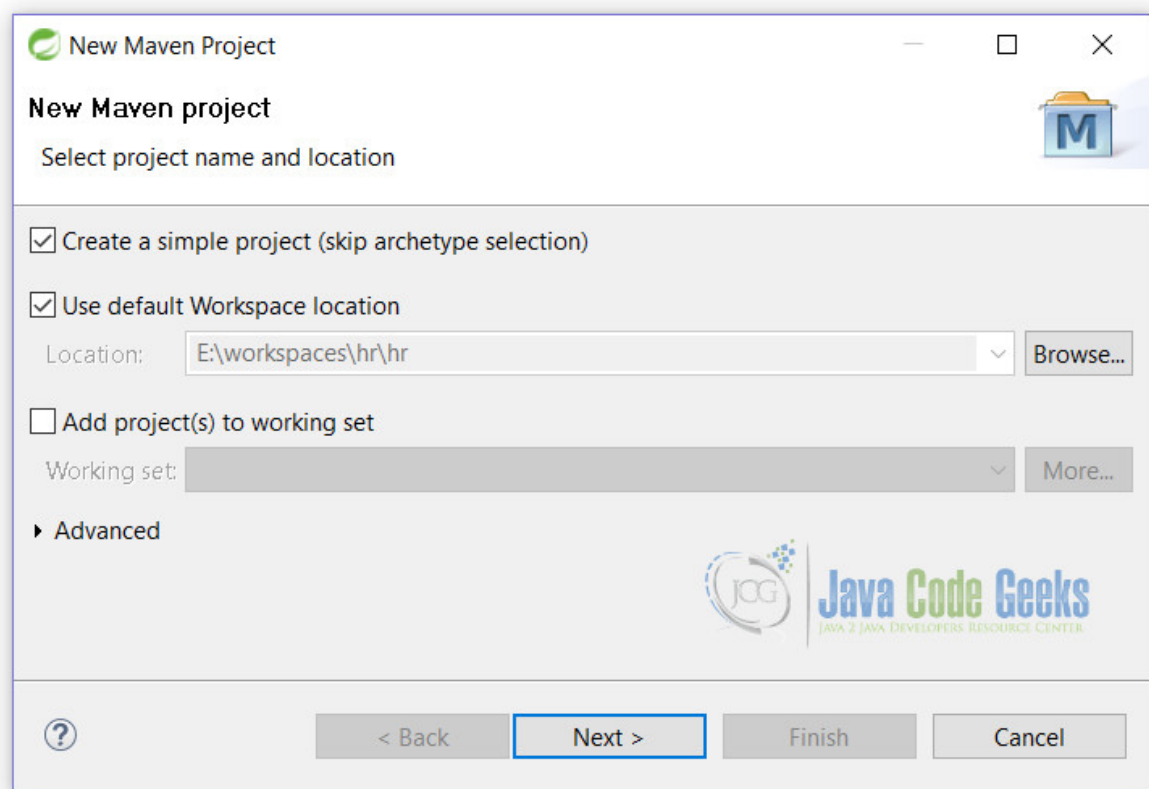 New Maven Project
New Maven project
M
Select project name and location
Create a simple project (skip archetype selection)
Use default Workspace location
Location: E:\workspaces\hr\hr Browse...
Add project(s) to working set
Working set: More...
Advanced
JCG Java Code Geeks
JAVA 2 JAVA DEVELOPERS RESOURCE CENTER
? < Back Next > Finish Cancel